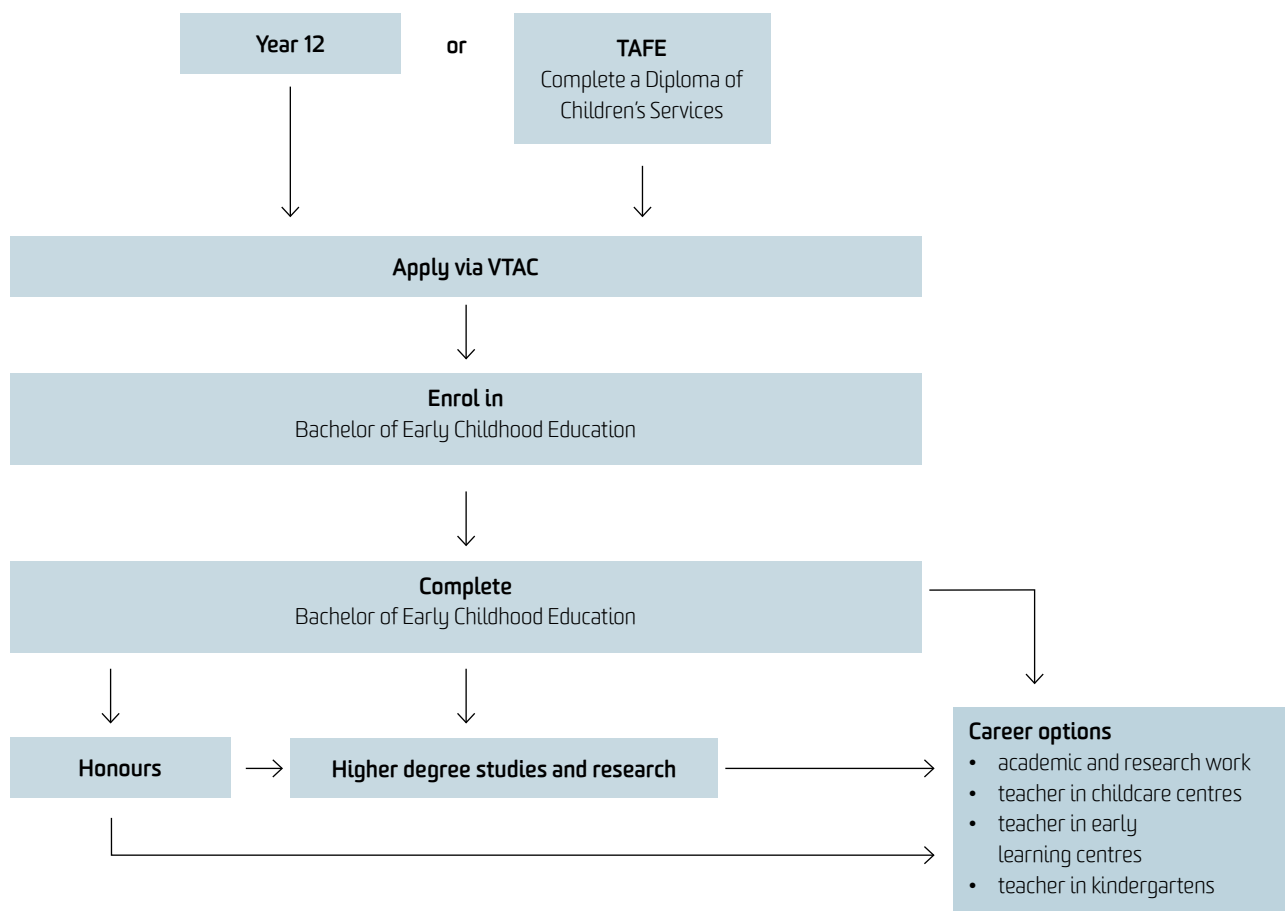 Year 12
or
TAFE
Complete a Diploma of
Children's Services
Apply via VTAC
Enrol in
Bachelor of Early Childhood Education
Complete
Bachelor of Early Childhood Education
Honours
Higher degree studies and research
Career options
• academic and research work
• teacher in childcare centres
• teacher in early
learning centres
• teacher in kindergartens